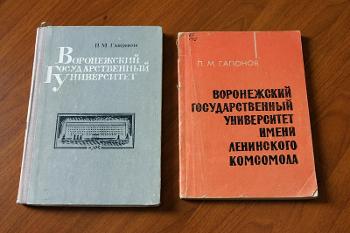 П. М. Гапонов
ВОРОНЕЖСКИЙ
ГОСУДАРСТВЕННЫЙ
УНИВЕРСИТЕТ
П. М. ГАПОНОВ
ВОРОНЕЖСКИЙ
ГОСУДАРСТВЕННЫЙ
УНИВЕРСИТЕТ
ИМЕНИ
ЛЕНИНСКОГО
КОМСОМОЛА